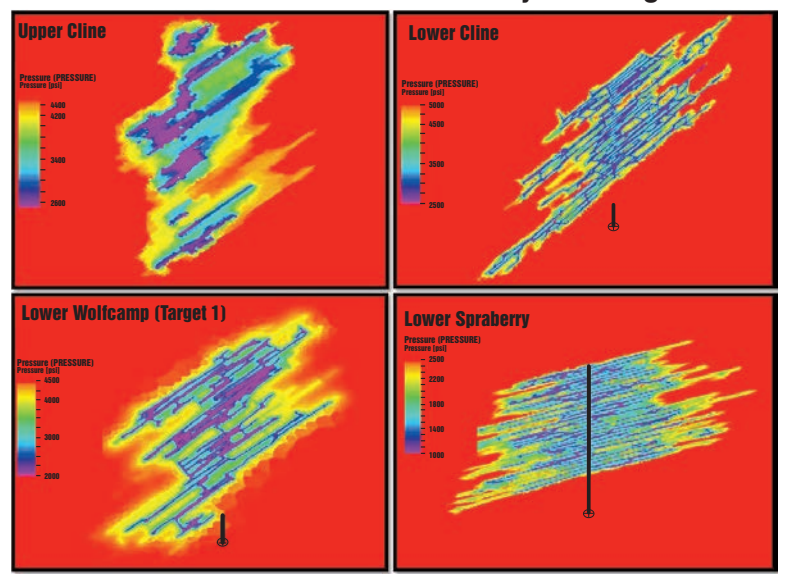 Upper Cline
Pressure (PRESSURE)
Pressure [psi]
4400
4200
3400
2600
Lower Cline
Pressure (PRESSURE)
Pressure [psi]
5000
4500
3500
2500
Lower Wolfcamp (Target 1)
Pressure (PRESSURE)
Pressure [psi]
4500
4000
3000
2000
Lower Spraberry
Pressure (PRESSURE)
Pressure [psi]
2500
2200
1800
1400
1000